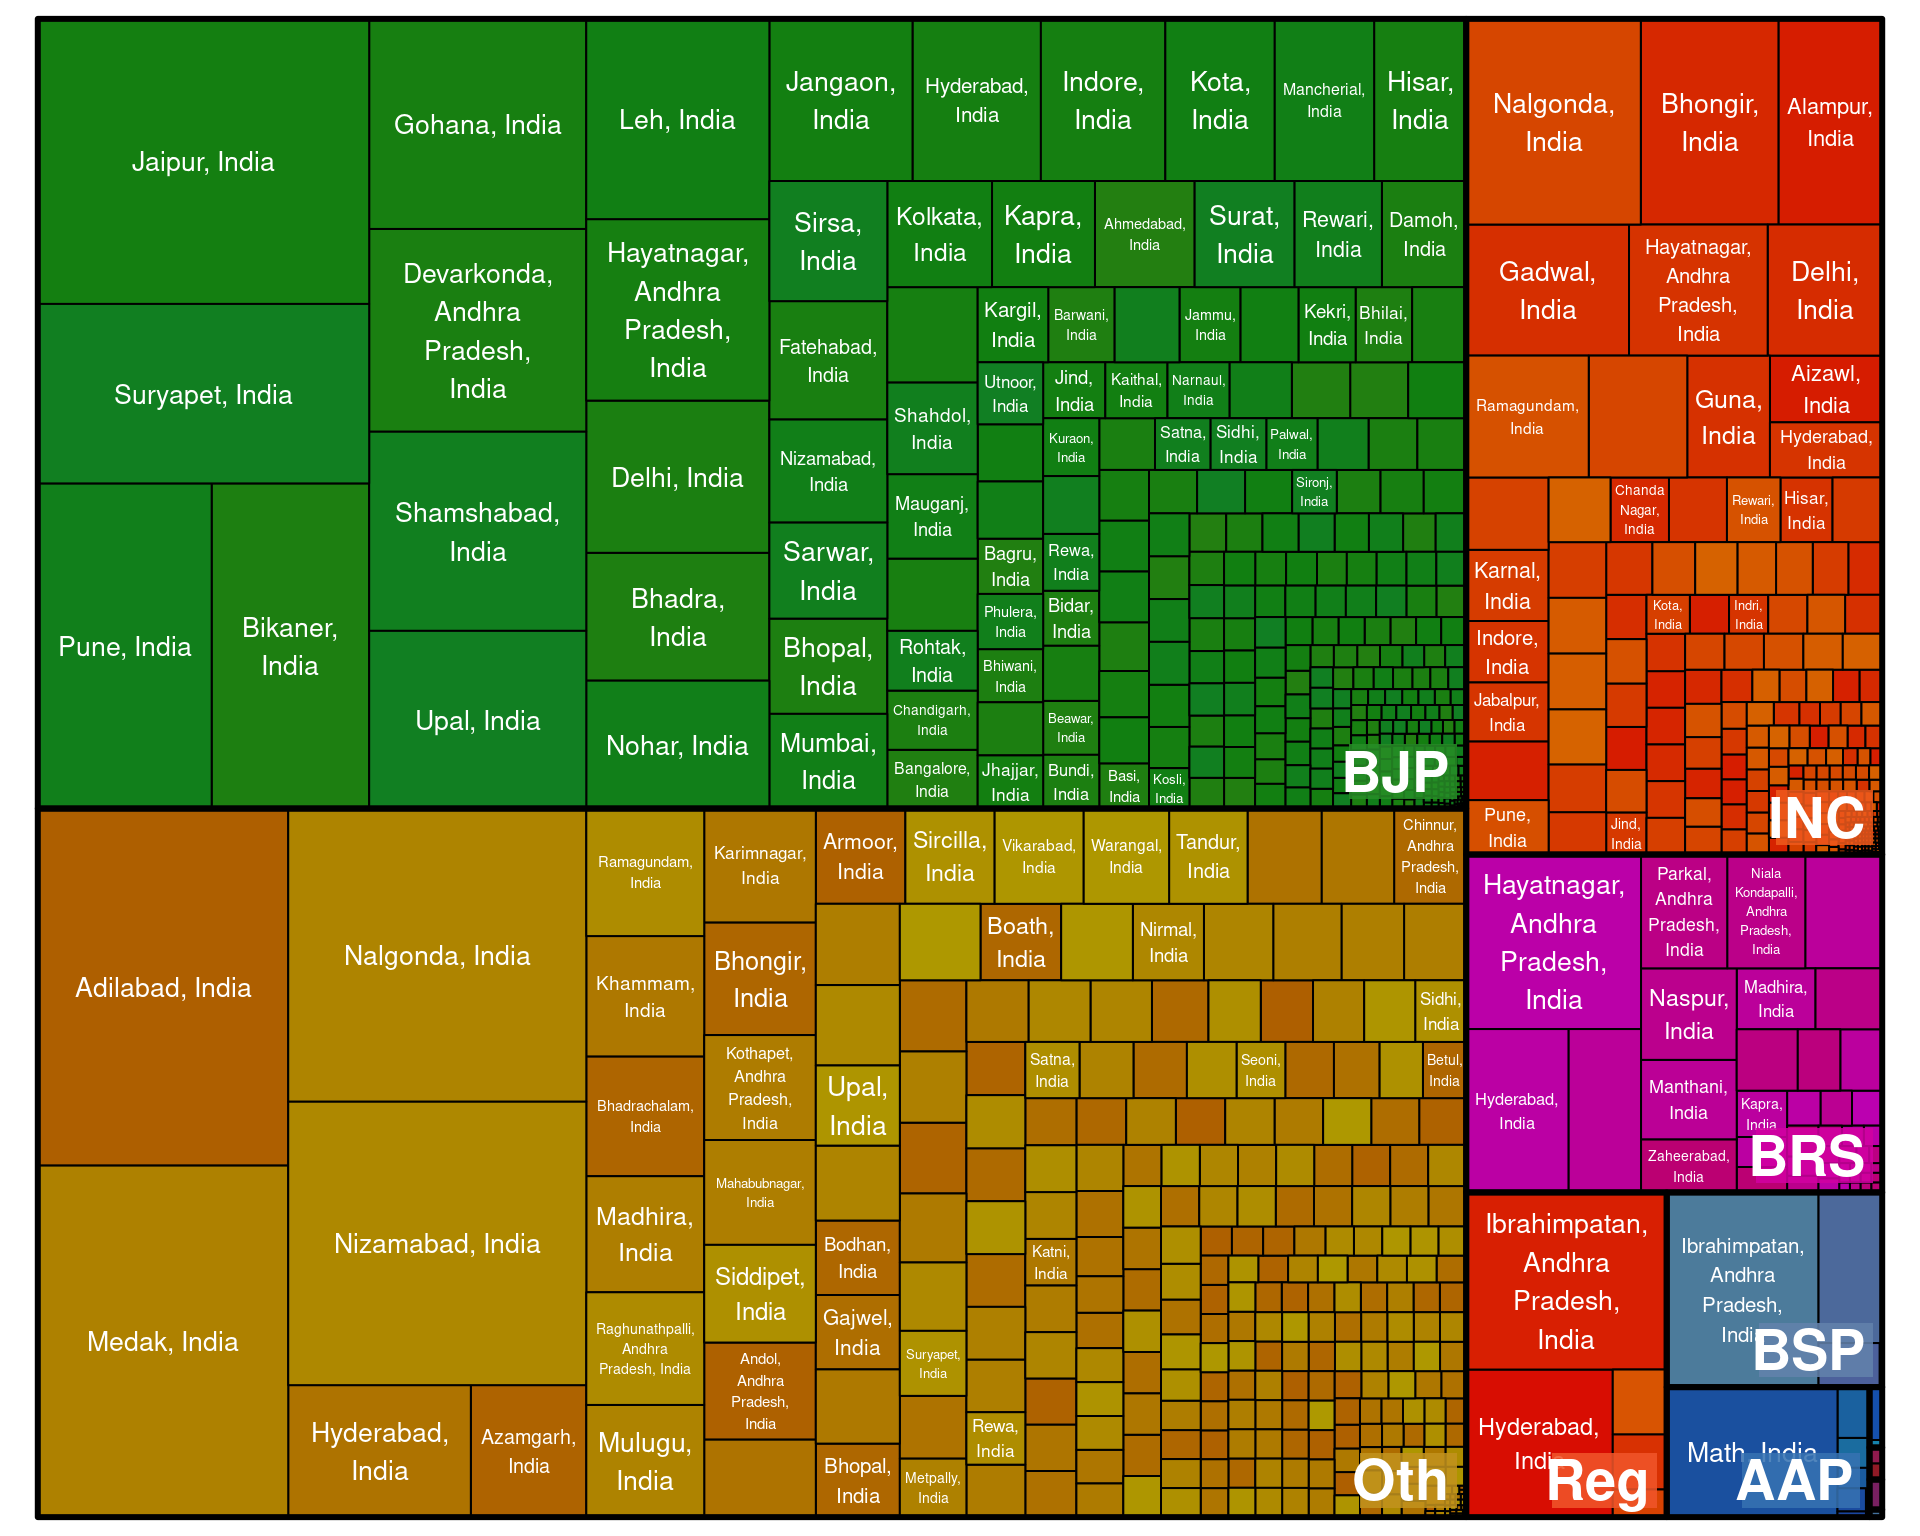 Jaipur, India
Suryapet, India
Pune, India
Bikaner,
India
Gohana, India
Devarkonda,
Andhra
Pradesh,
India
Shamshabad,
India
Upal, India
Leh, India
Hayatnagar,
Andhra
Pradesh,
India
Delhi, India
Bhadra,
India
Nohar, India
Jangaon,
India
Hyderabad,
India
Indore,
India
Kota,
India
Mancherial,
India
Hisar,
India
Sirsa,
India
Fatehabad,
India
Nizamabad,
India
Sarwar,
India
Bhopal,
India
Mumbai,
India
Kolkata,
India
Kapra,
India
Ahmedabad,
India
Surat,
India
Rewari,
India
Damoh,
India
Shahdol,
India
Mauganj,
India
Rohtak,
India
Chandigarh,
India
Bangalore,
India
Kargil,
India
Barwani,
India
Jammu,
India
Kekri,
India
Bhilai,
India
Utnoor,
India
Jind,
India
Kaithal,
India
Narnaul,
India
Kuraon,
India
Satna,
India
Sidhi,
India
Palwal,
India
Sironj,
India
Bagru,
India
Phulera,
India
Bhiwani,
India
Jhajjar,
India
Rewa,
India
Bidar,
India
Beawar,
India
Bundi,
India
Basi,
India
Kosli,
India
BJP
Nalgonda,
India
Bhongir,
India
Alampur,
India
Gadwal,
India
Hayatnagar,
Andhra
Pradesh,
India
Delhi,
India
Ramagundam,
India
Guna,
India
Aizawl,
India
Hyderabad,
India
Chanda
Nagar,
India
Rewari,
India
Hisar,
India
Karnal,
India
Indore,
India
Jabalpur,
India
Pune,
India
Kota,
India
Indri,
India
Jind,
India
INC
Adilabad, India
Medak, India
Nalgonda, India
Nizamabad, India
Hyderabad,
India
Azamgarh,
India
Ramagundam,
India
Khammam,
India
Bhadrachalam,
India
Madhira,
India
Raghunathpalli,
Andhra
Pradesh, India
Mulugu,
India
Karimnagar,
India
Bhongir,
India
Kothapet,
Andhra
Pradesh,
India
Mahabubnagar,
India
Siddipet,
India
Andol,
Andhra
Pradesh,
India
Armoor,
India
Sircilla,
India
Vikarabad,
India
Warangal,
India
Tandur,
India
Chinnur,
Andhra
Pradesh,
India
Upal,
India
Bodhan,
India
Gajwel,
India
Bhopal,
India
Boath,
India
Nirmal,
India
Sidhi,
India
Satna,
India
Seoni,
India
Betul,
India
Katni,
India
Suryapet,
India
Rewa,
India
Metpally,
India
Oth
Hayatnagar,
Andhra
Pradesh,
India
Hyderabad,
India
Parkal,
Andhra
Pradesh,
India
Niala
Kondapalli,
Andhra
Pradesh,
India
Naspur,
India
Madhira,
India
Manthani,
India
Kapra,
India
Zaheerabad,
India
BRS
Ibrahimpatan,
Andhra
Pradesh,
India
Hyderabad,
India
Reg
Ibrahimpatan,
Andhra
Pradesh,
India
BSP
Math, India
AAP